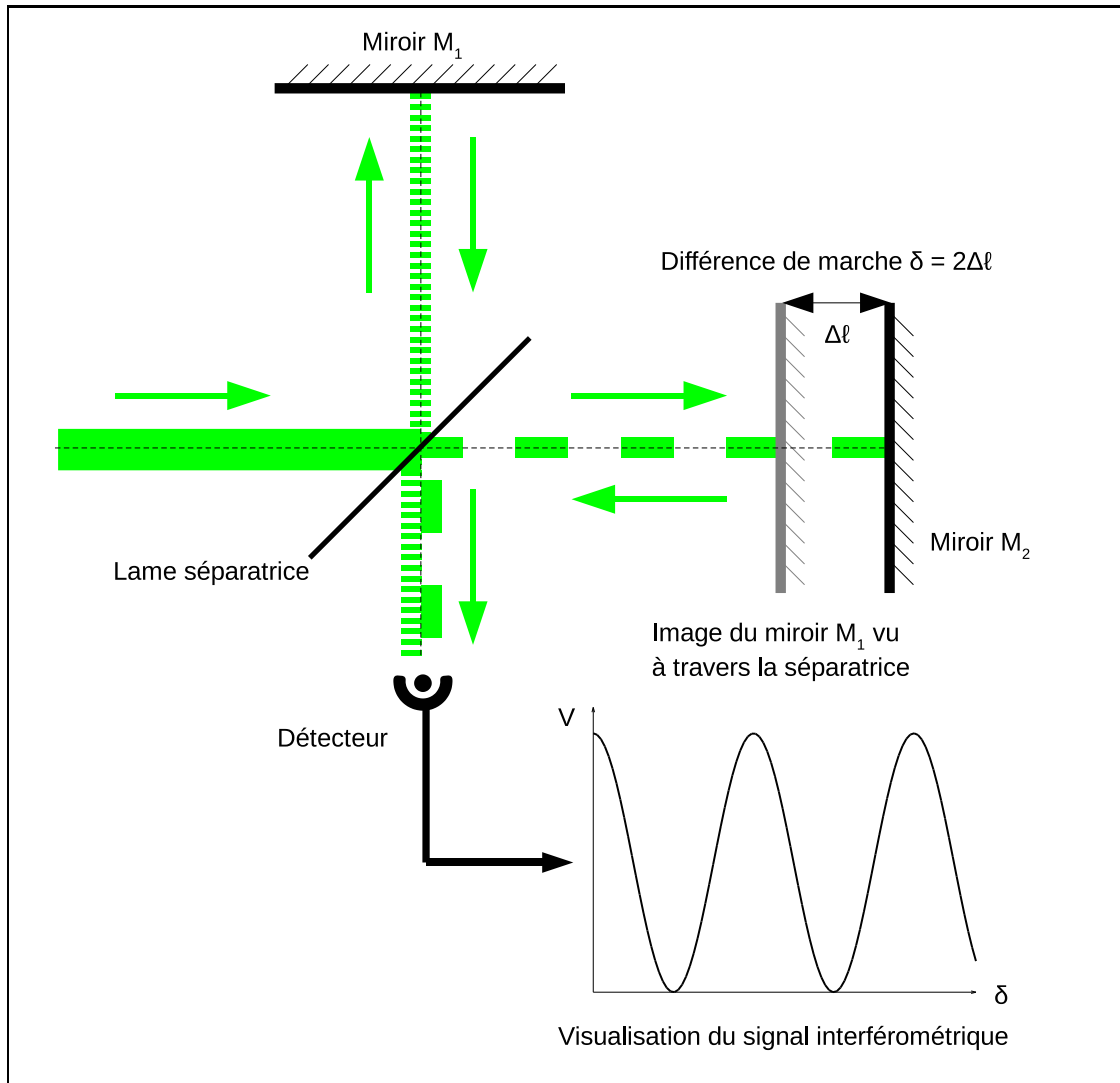 Miroir M₁
Différence de marche δ = 2Δℓ
Δℓ
Miroir M₂
Lame séparatrice
Image du miroir M₁ vu
à travers la séparatrice
Détecteur
V
δ
Visualisation du signal interférométrique